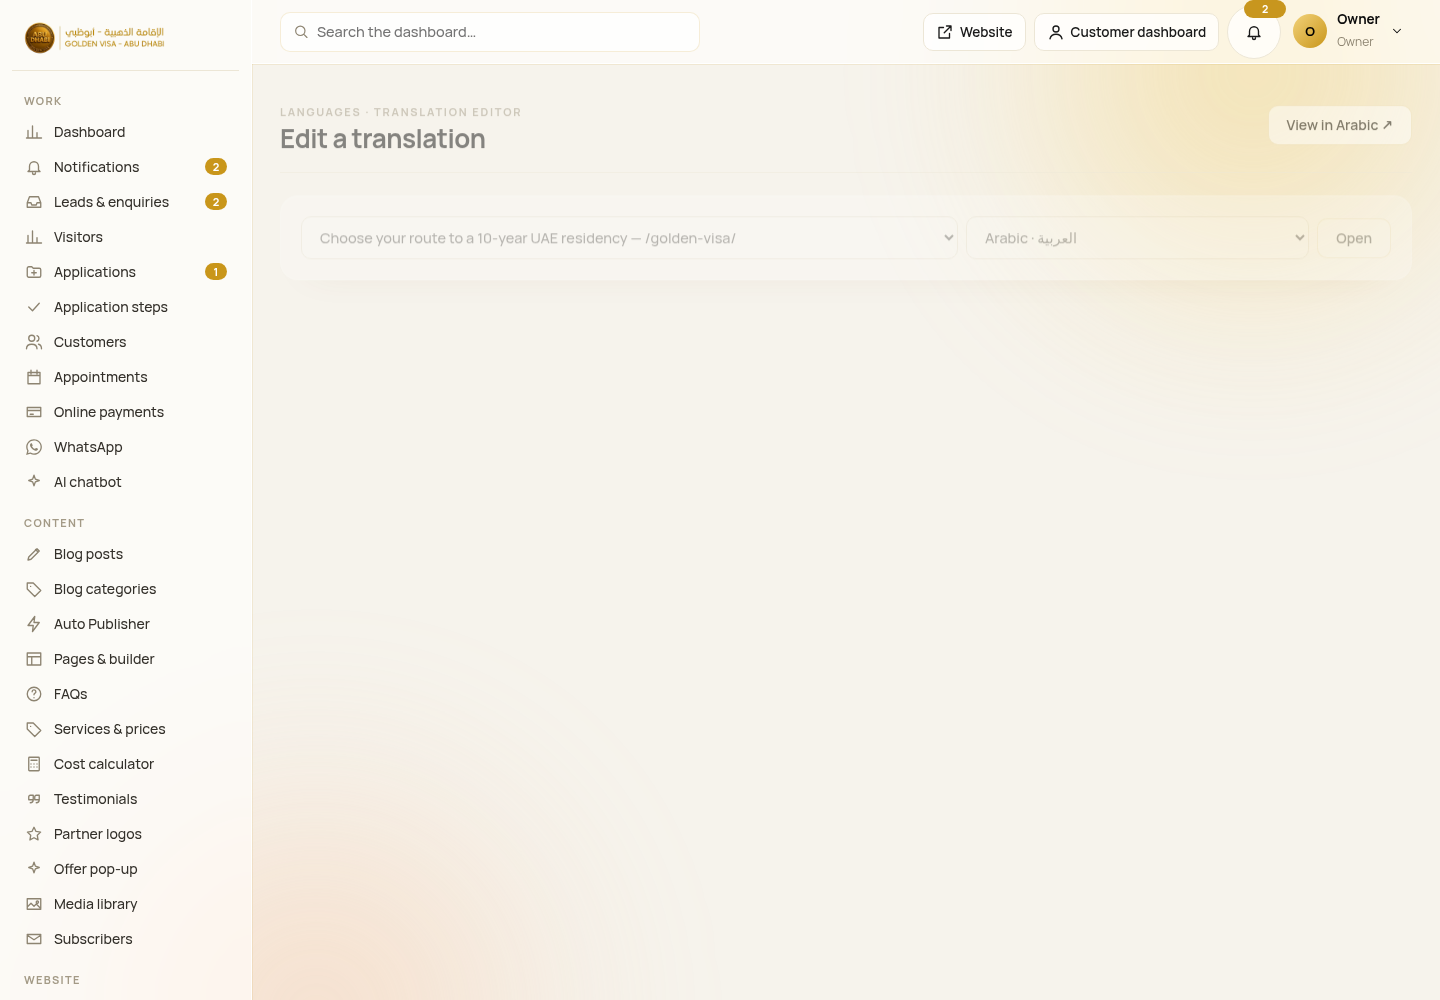 الإقامة الذهبية - أبوظبي
GOLDEN VISA - ABU DHABI
ABU DHABI
Search the dashboard...
Website
Customer dashboard
2
O
Owner
Owner
WORK
Dashboard
Notifications 2
Leads & enquiries 2
Visitors
Applications 1
Application steps
Customers
Appointments
Online payments
WhatsApp
AI chatbot
CONTENT
Blog posts
Blog categories
Auto Publisher
Pages & builder
FAQs
Services & prices
Cost calculator
Testimonials
Partner logos
Offer pop-up
Media library
Subscribers
WEBSITE
LANGUAGES · TRANSLATION EDITOR
Edit a translation
View in Arabic ↗
Choose your route to a 10-year UAE residency — /golden-visa/
Arabic · العربية
Open